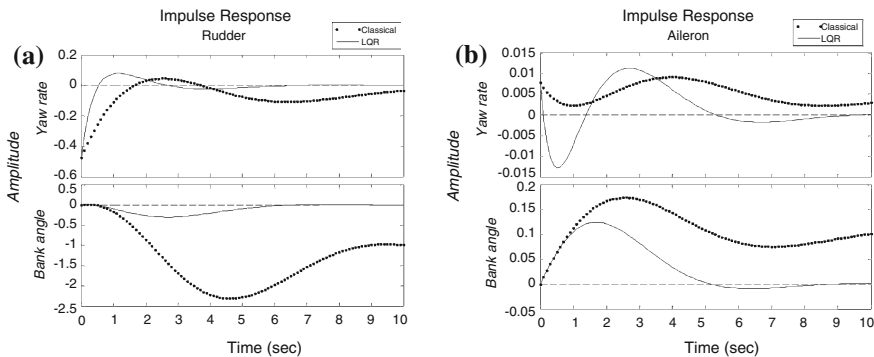 (a)
Impulse Response
Rudder
Classical
LQR
Amplitude
Yaw rate
0.2
0
-0.2
-0.4
-0.6
Bank angle
0.5
0
-0.5
-1
-1.5
-2
-2.5
0 1 2 3 4 5 6 7 8 9 10
Time (sec)
(b)
Impulse Response
Aileron
Classical
LQR
Amplitude
Yaw rate
0.015
0.01
0.005
0
-0.005
-0.01
-0.015
Bank angle
0.2
0.15
0.1
0.05
0
-0.05
0 1 2 3 4 5 6 7 8 9 10
Time (sec)